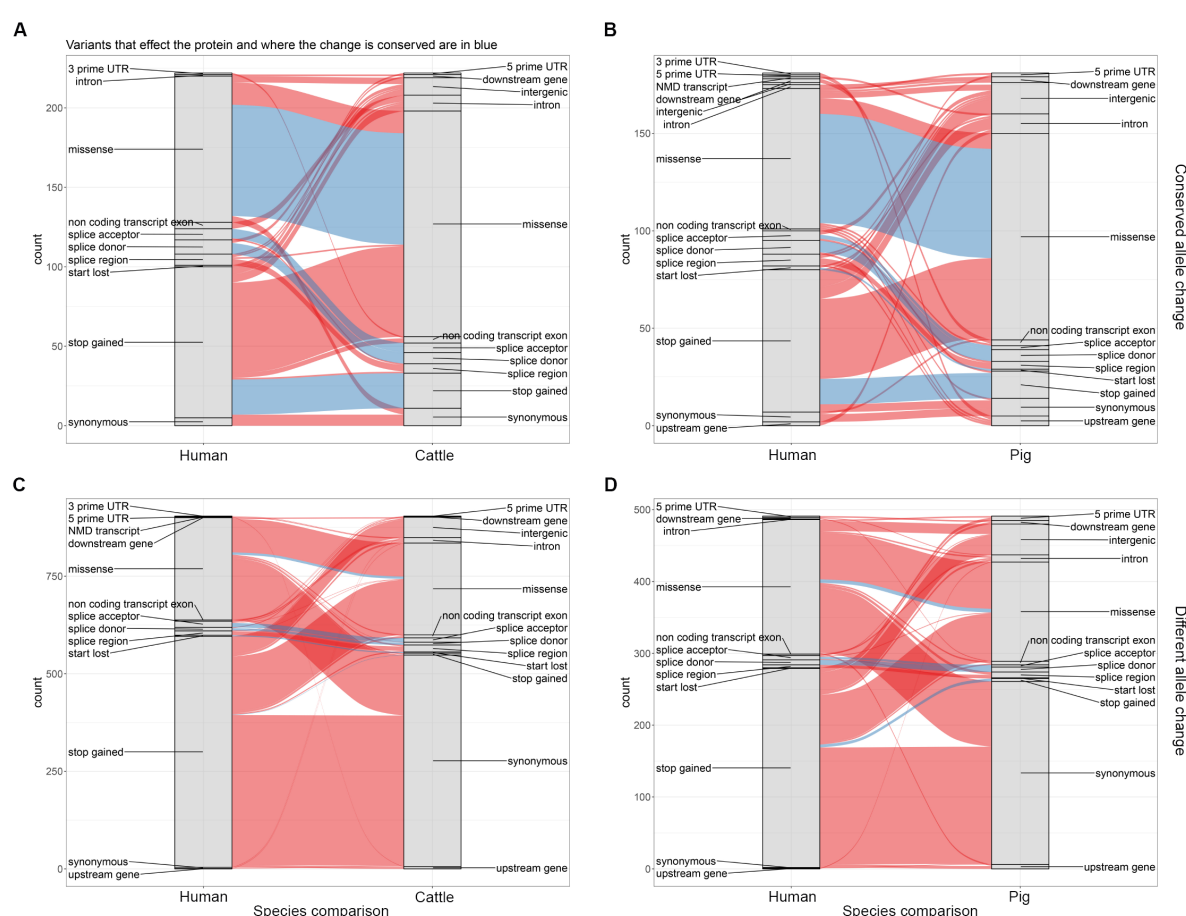 A
Variants that effect the protein and where the change is conserved are in blue
3 prime UTR
intron
missense
non coding transcript exon
splice acceptor
splice donor
splice region
start lost
stop gained
synonymous
5 prime UTR
downstream gene
intergenic
intron
missense
non coding transcript exon
splice acceptor
splice donor
splice region
stop gained
synonymous
count
200
150
100
50
0
Human
Cattle
B
3 prime UTR
5 prime UTR
NMD transcript
downstream gene
intergenic
intron
missense
non coding transcript exon
splice acceptor
splice donor
splice region
start lost
stop gained
synonymous
upstream gene
5 prime UTR
downstream gene
intergenic
intron
missense
non coding transcript exon
splice acceptor
splice donor
splice region
start lost
stop gained
synonymous
upstream gene
count
150
100
50
0
Human
Pig
Conserved allele change
C
3 prime UTR
5 prime UTR
NMD transcript
downstream gene
missense
non coding transcript exon
splice acceptor
splice donor
splice region
start lost
stop gained
synonymous
upstream gene
5 prime UTR
downstream gene
intergenic
intron
missense
non coding transcript exon
splice acceptor
splice donor
splice region
start lost
stop gained
synonymous
upstream gene
count
750
500
250
0
Human
Cattle
Species comparison
D
5 prime UTR
downstream gene
intron
missense
non coding transcript exon
splice acceptor
splice donor
splice region
start lost
stop gained
synonymous
upstream gene
5 prime UTR
downstream gene
intergenic
intron
missense
non coding transcript exon
splice acceptor
splice donor
splice region
start lost
stop gained
synonymous
upstream gene
count
500
400
300
200
100
0
Human
Pig
Species comparison
Different allele change